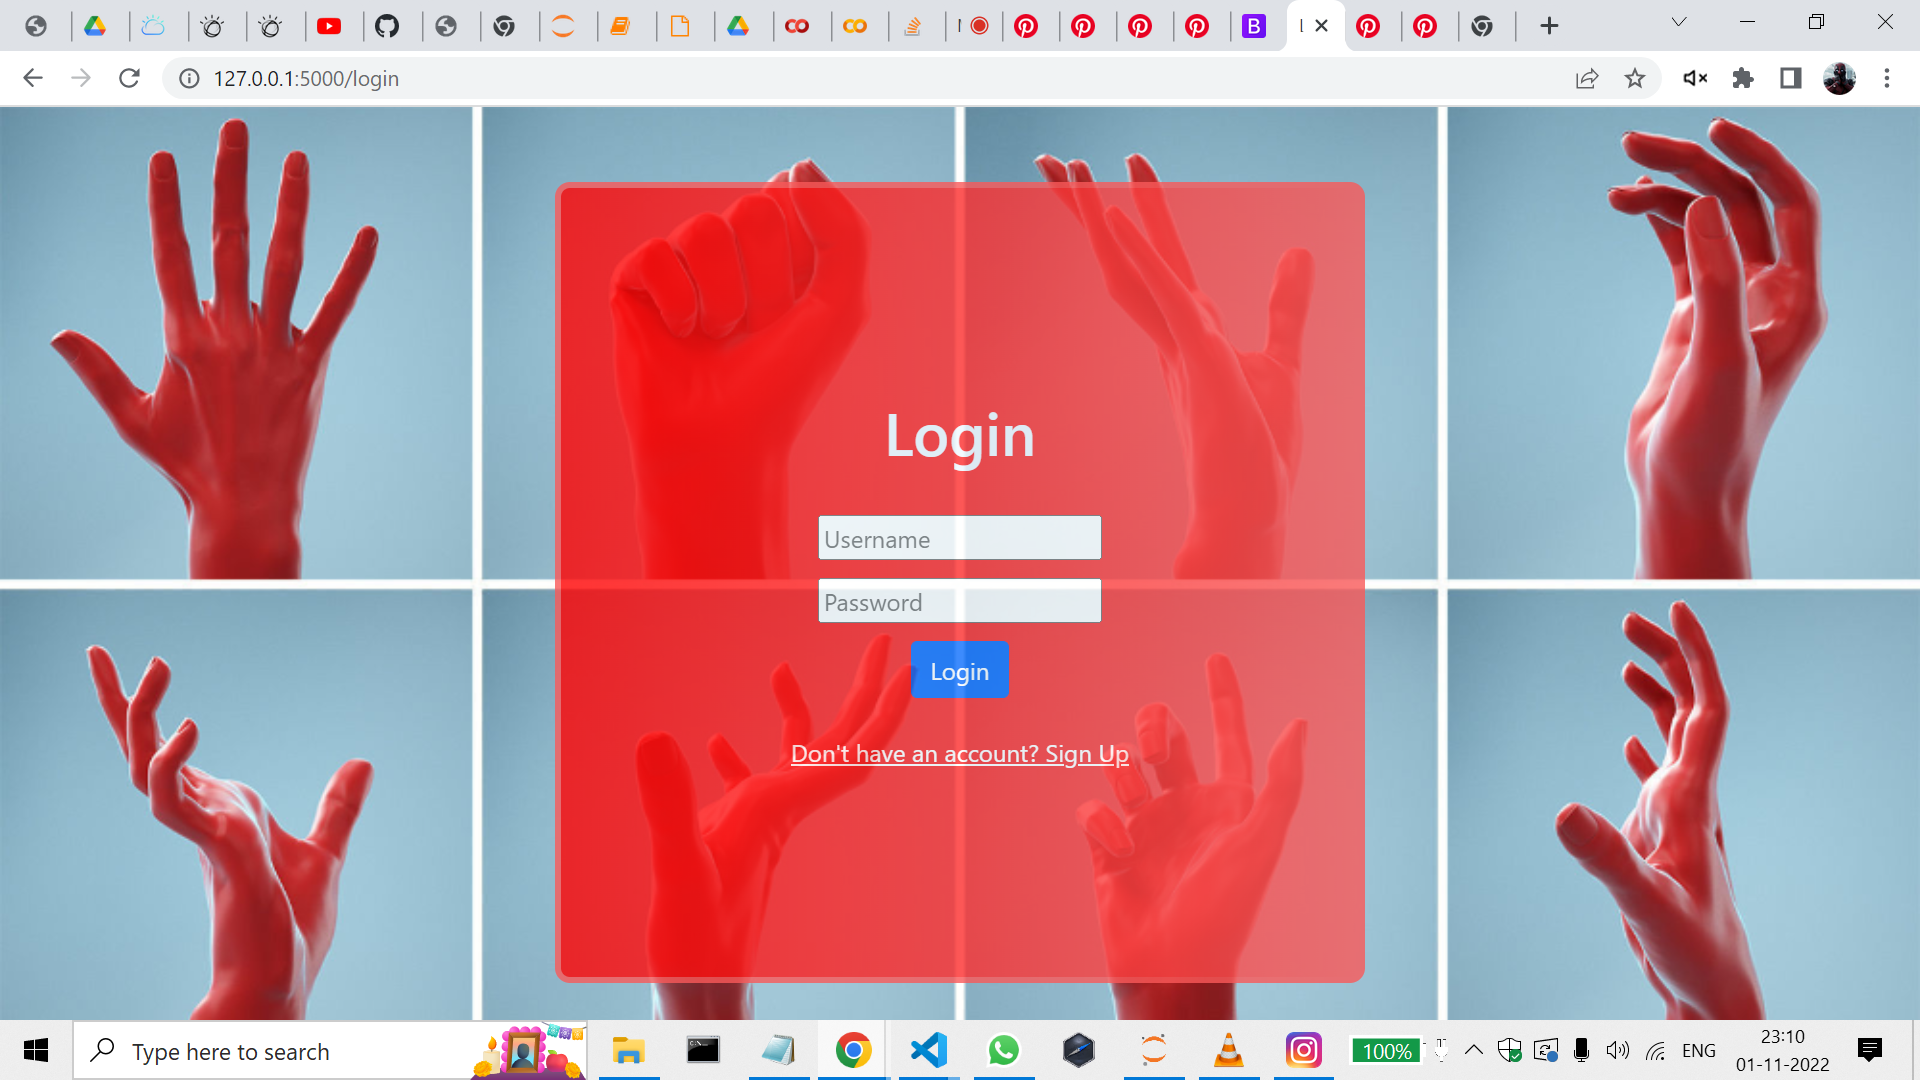 127.0.0.1:5000/login
Login
Username
Password
Login
Don't have an account? Sign Up
Type here to search
100%
ENG
23:10
01-11-2022